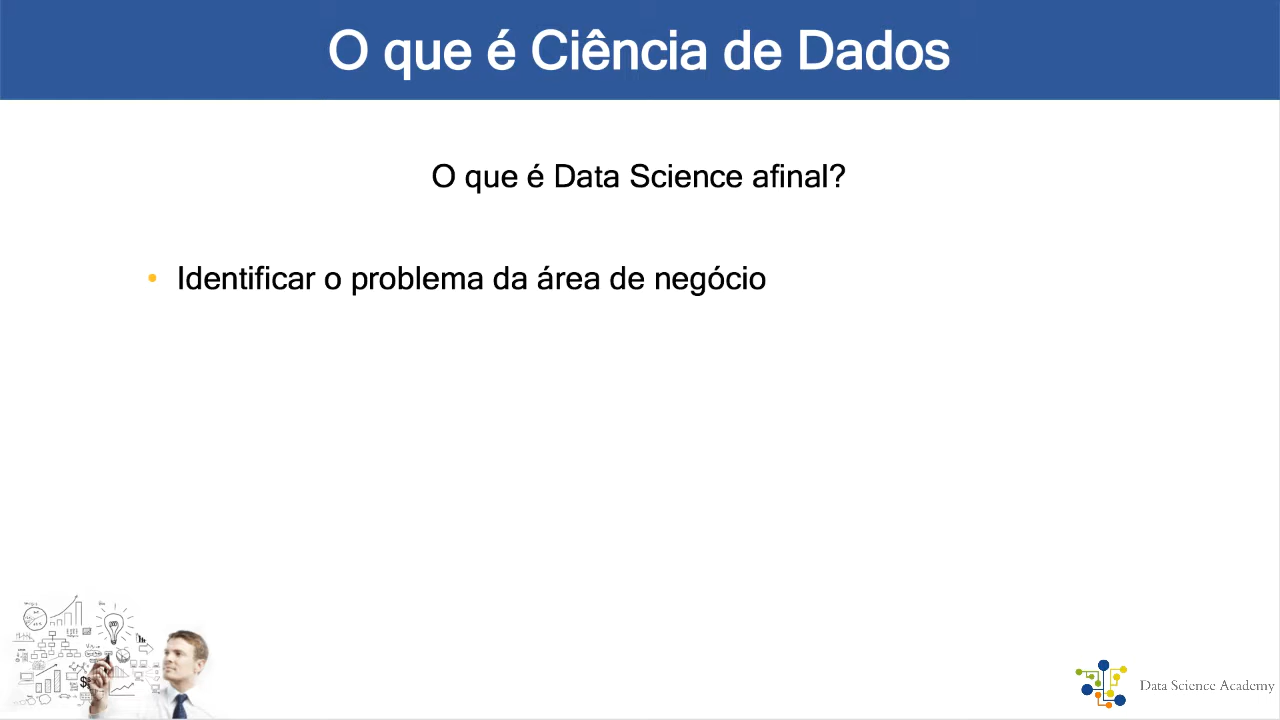 O que é Ciência de Dados
O que é Data Science afinal?
• Identificar o problema da área de negócio
Data Science Academy